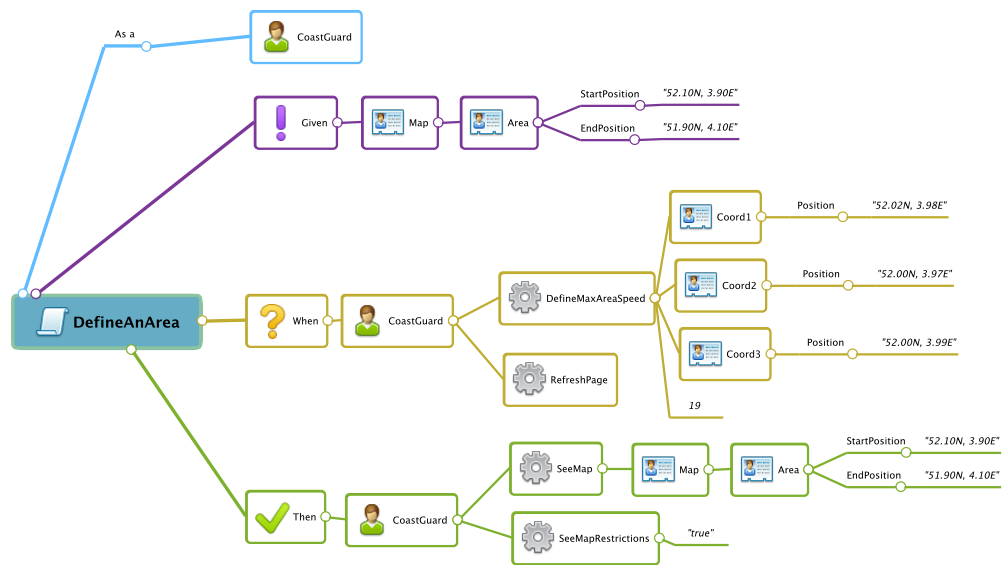 As a
CoastGuard
Given
Map
Area
StartPosition
"52.10N, 3.90E"
EndPosition
"51.90N, 4.10E"
DefineAnArea
When
CoastGuard
DefineMaxAreaSpeed
Coord1
Position
"52.02N, 3.98E"
Coord2
Position
"52.00N, 3.97E"
Coord3
Position
"52.00N, 3.99E"
19
RefreshPage
Then
CoastGuard
SeeMap
Map
Area
StartPosition
"52.10N, 3.90E"
EndPosition
"51.90N, 4.10E"
SeeMapRestrictions
"true"